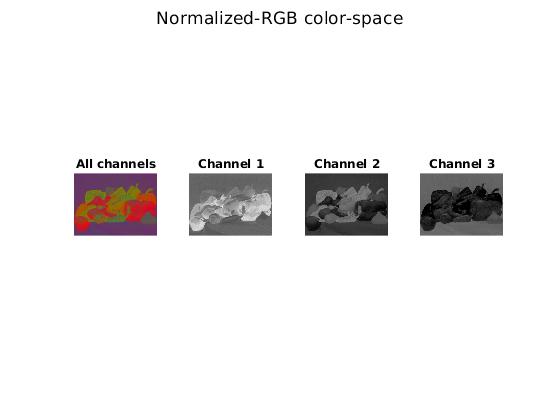 Normalized-RGB color-space
All channels
Channel 1
Channel 2
Channel 3